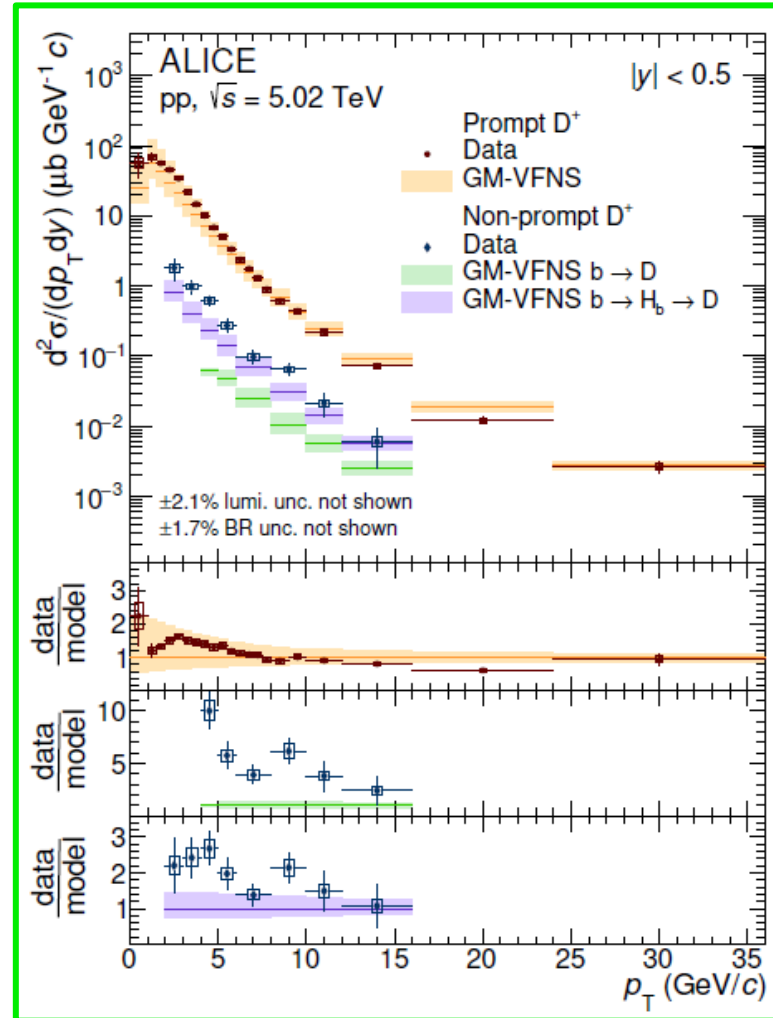 ALICE
pp, √s = 5.02 TeV
|y| < 0.5
Prompt D⁺
Data
GM-VFNS
Non-prompt D⁺
Data
GM-VFNS b → D
GM-VFNS b → H_b → D
d²σ/(dp_Tdy) (μb GeV⁻¹ c)
10³
10²
10
1
10⁻¹
10⁻²
10⁻³
±2.1% lumi. unc. not shown
±1.7% BR unc. not shown
data
model
3
2
1
data
model
10
5
data
model
3
2
1
0 5 10 15 20 25 30 35
p_T (GeV/c)